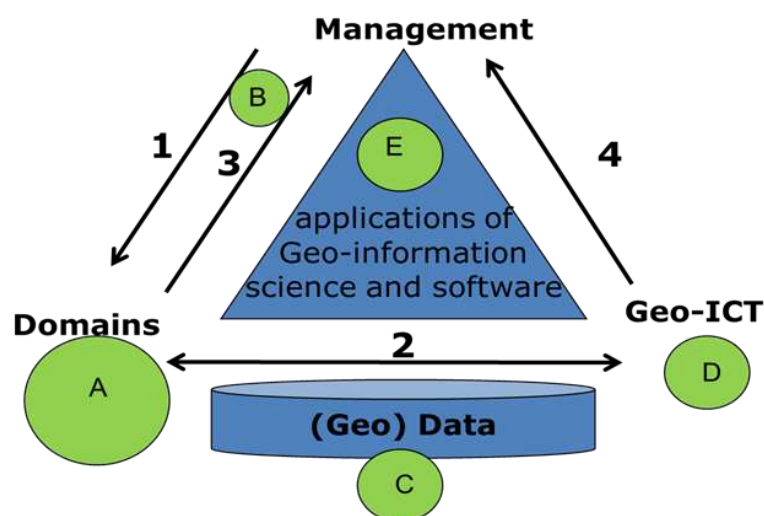 Management
B
1
3
E
4
applications of
Geo-information
science and software
Domains
Geo-ICT
2
A
D
(Geo) Data
C